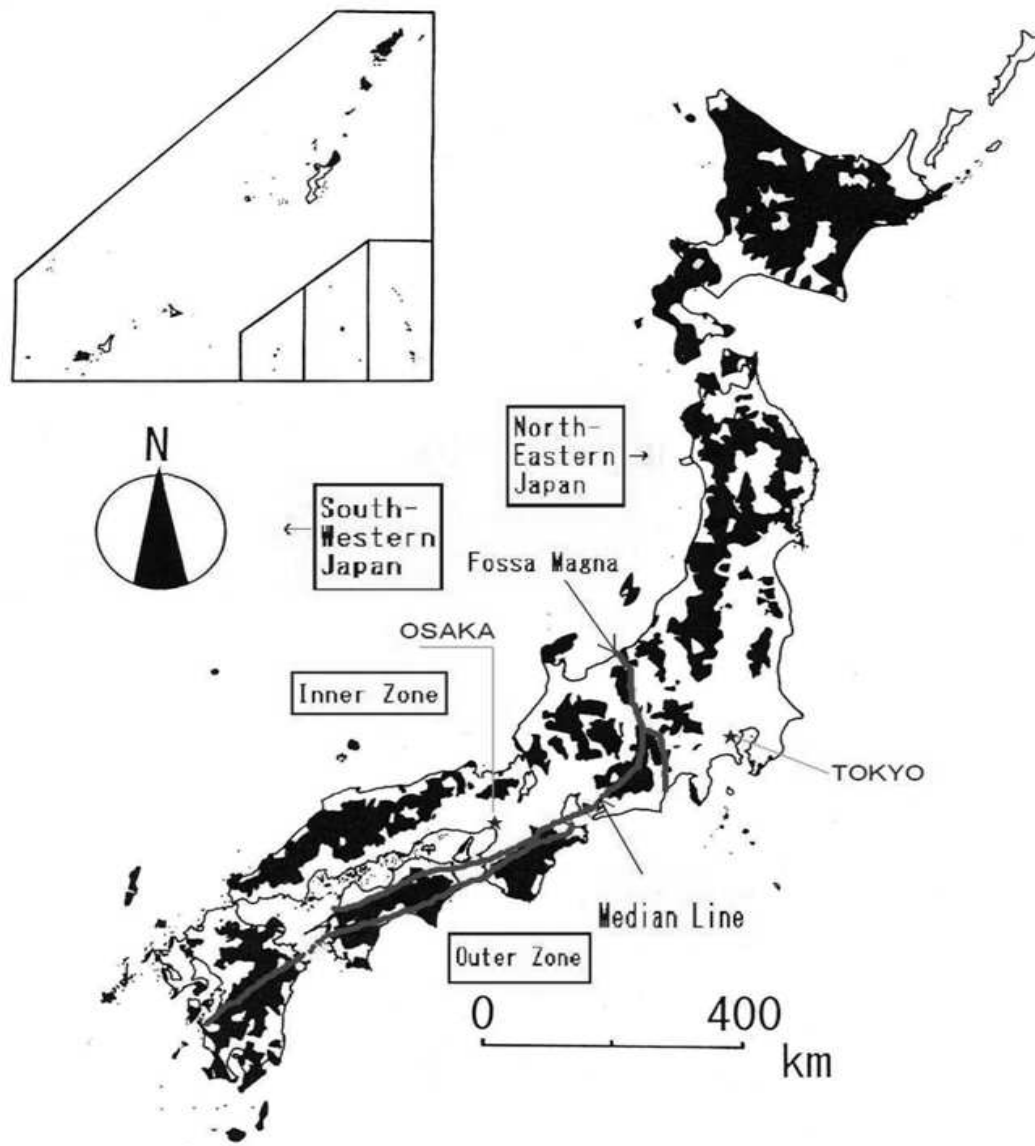 N
North-
Eastern →
Japan
South-
← Western
Japan
Fossa Magna
OSAKA
Inner Zone
TOKYO
Median Line
Outer Zone
0 400
km